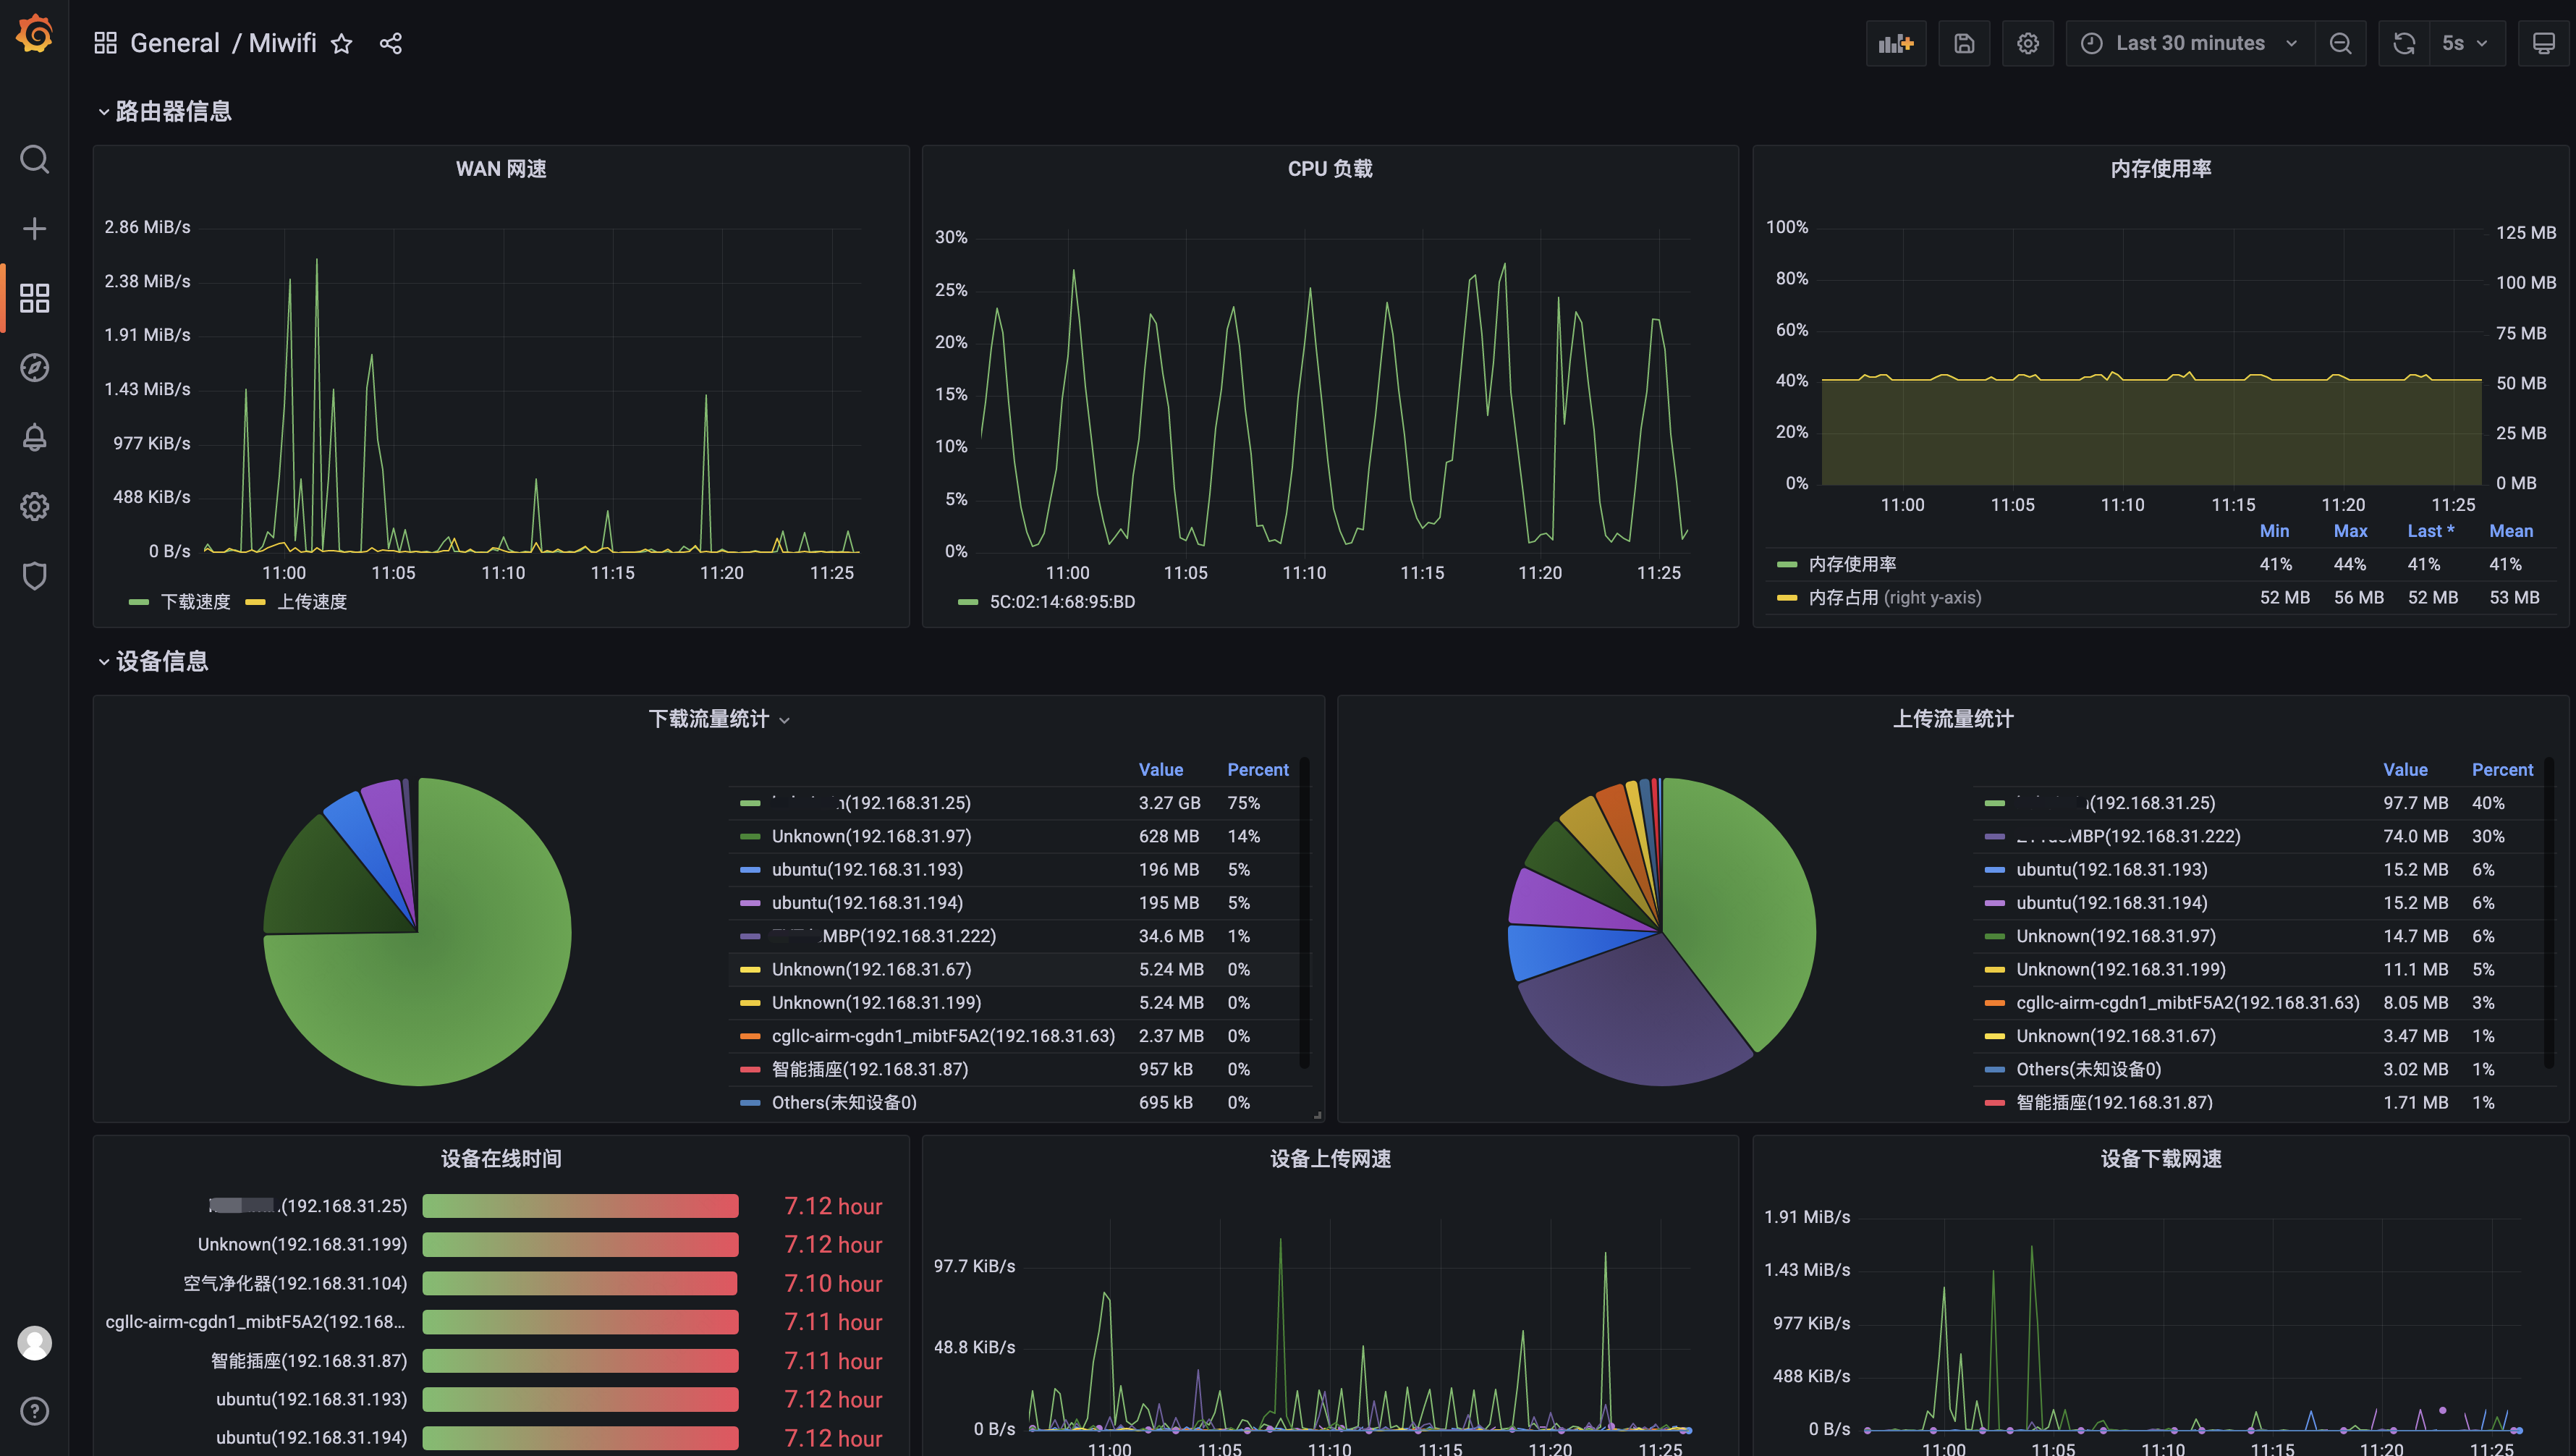 General / Miwifi
Last 30 minutes
5s
路由器信息
WAN 网速
2.86 MiB/s
2.38 MiB/s
1.91 MiB/s
1.43 MiB/s
977 KiB/s
488 KiB/s
0 B/s
11:00 11:05 11:10 11:15 11:20 11:25
下载速度 上传速度
CPU 负载
30%
25%
20%
15%
10%
5%
0%
11:00 11:05 11:10 11:15 11:20 11:25
5C:02:14:68:95:BD
内存使用率
100% 125 MB
80% 100 MB
60% 75 MB
40% 50 MB
20% 25 MB
0% 0 MB
11:00 11:05 11:10 11:15 11:20 11:25
Min Max Last * Mean
内存使用率 41% 44% 41% 41%
内存占用 (right y-axis) 52 MB 56 MB 52 MB 53 MB
设备信息
下载流量统计
Value Percent
(192.168.31.25) 3.27 GB 75%
Unknown(192.168.31.97) 628 MB 14%
ubuntu(192.168.31.193) 196 MB 5%
ubuntu(192.168.31.194) 195 MB 5%
MBP(192.168.31.222) 34.6 MB 1%
Unknown(192.168.31.67) 5.24 MB 0%
Unknown(192.168.31.199) 5.24 MB 0%
cgllc-airm-cgdn1_mibtF5A2(192.168.31.63) 2.37 MB 0%
智能插座(192.168.31.87) 957 kB 0%
Others(未知设备0) 695 kB 0%
上传流量统计
Value Percent
(192.168.31.25) 97.7 MB 40%
MBP(192.168.31.222) 74.0 MB 30%
ubuntu(192.168.31.193) 15.2 MB 6%
ubuntu(192.168.31.194) 15.2 MB 6%
Unknown(192.168.31.97) 14.7 MB 6%
Unknown(192.168.31.199) 11.1 MB 5%
cgllc-airm-cgdn1_mibtF5A2(192.168.31.63) 8.05 MB 3%
Unknown(192.168.31.67) 3.47 MB 1%
Others(未知设备0) 3.02 MB 1%
智能插座(192.168.31.87) 1.71 MB 1%
设备在线时间
(192.168.31.25) 7.12 hour
Unknown(192.168.31.199) 7.12 hour
空气净化器(192.168.31.104) 7.10 hour
cgllc-airm-cgdn1_mibtF5A2(192.168... 7.11 hour
智能插座(192.168.31.87) 7.11 hour
ubuntu(192.168.31.193) 7.12 hour
ubuntu(192.168.31.194) 7.12 hour
设备上传网速
97.7 KiB/s
48.8 KiB/s
0 B/s
11:00 11:05 11:10 11:15 11:20 11:25
设备下载网速
1.91 MiB/s
1.43 MiB/s
977 KiB/s
488 KiB/s
0 B/s
11:00 11:05 11:10 11:15 11:20 11:25